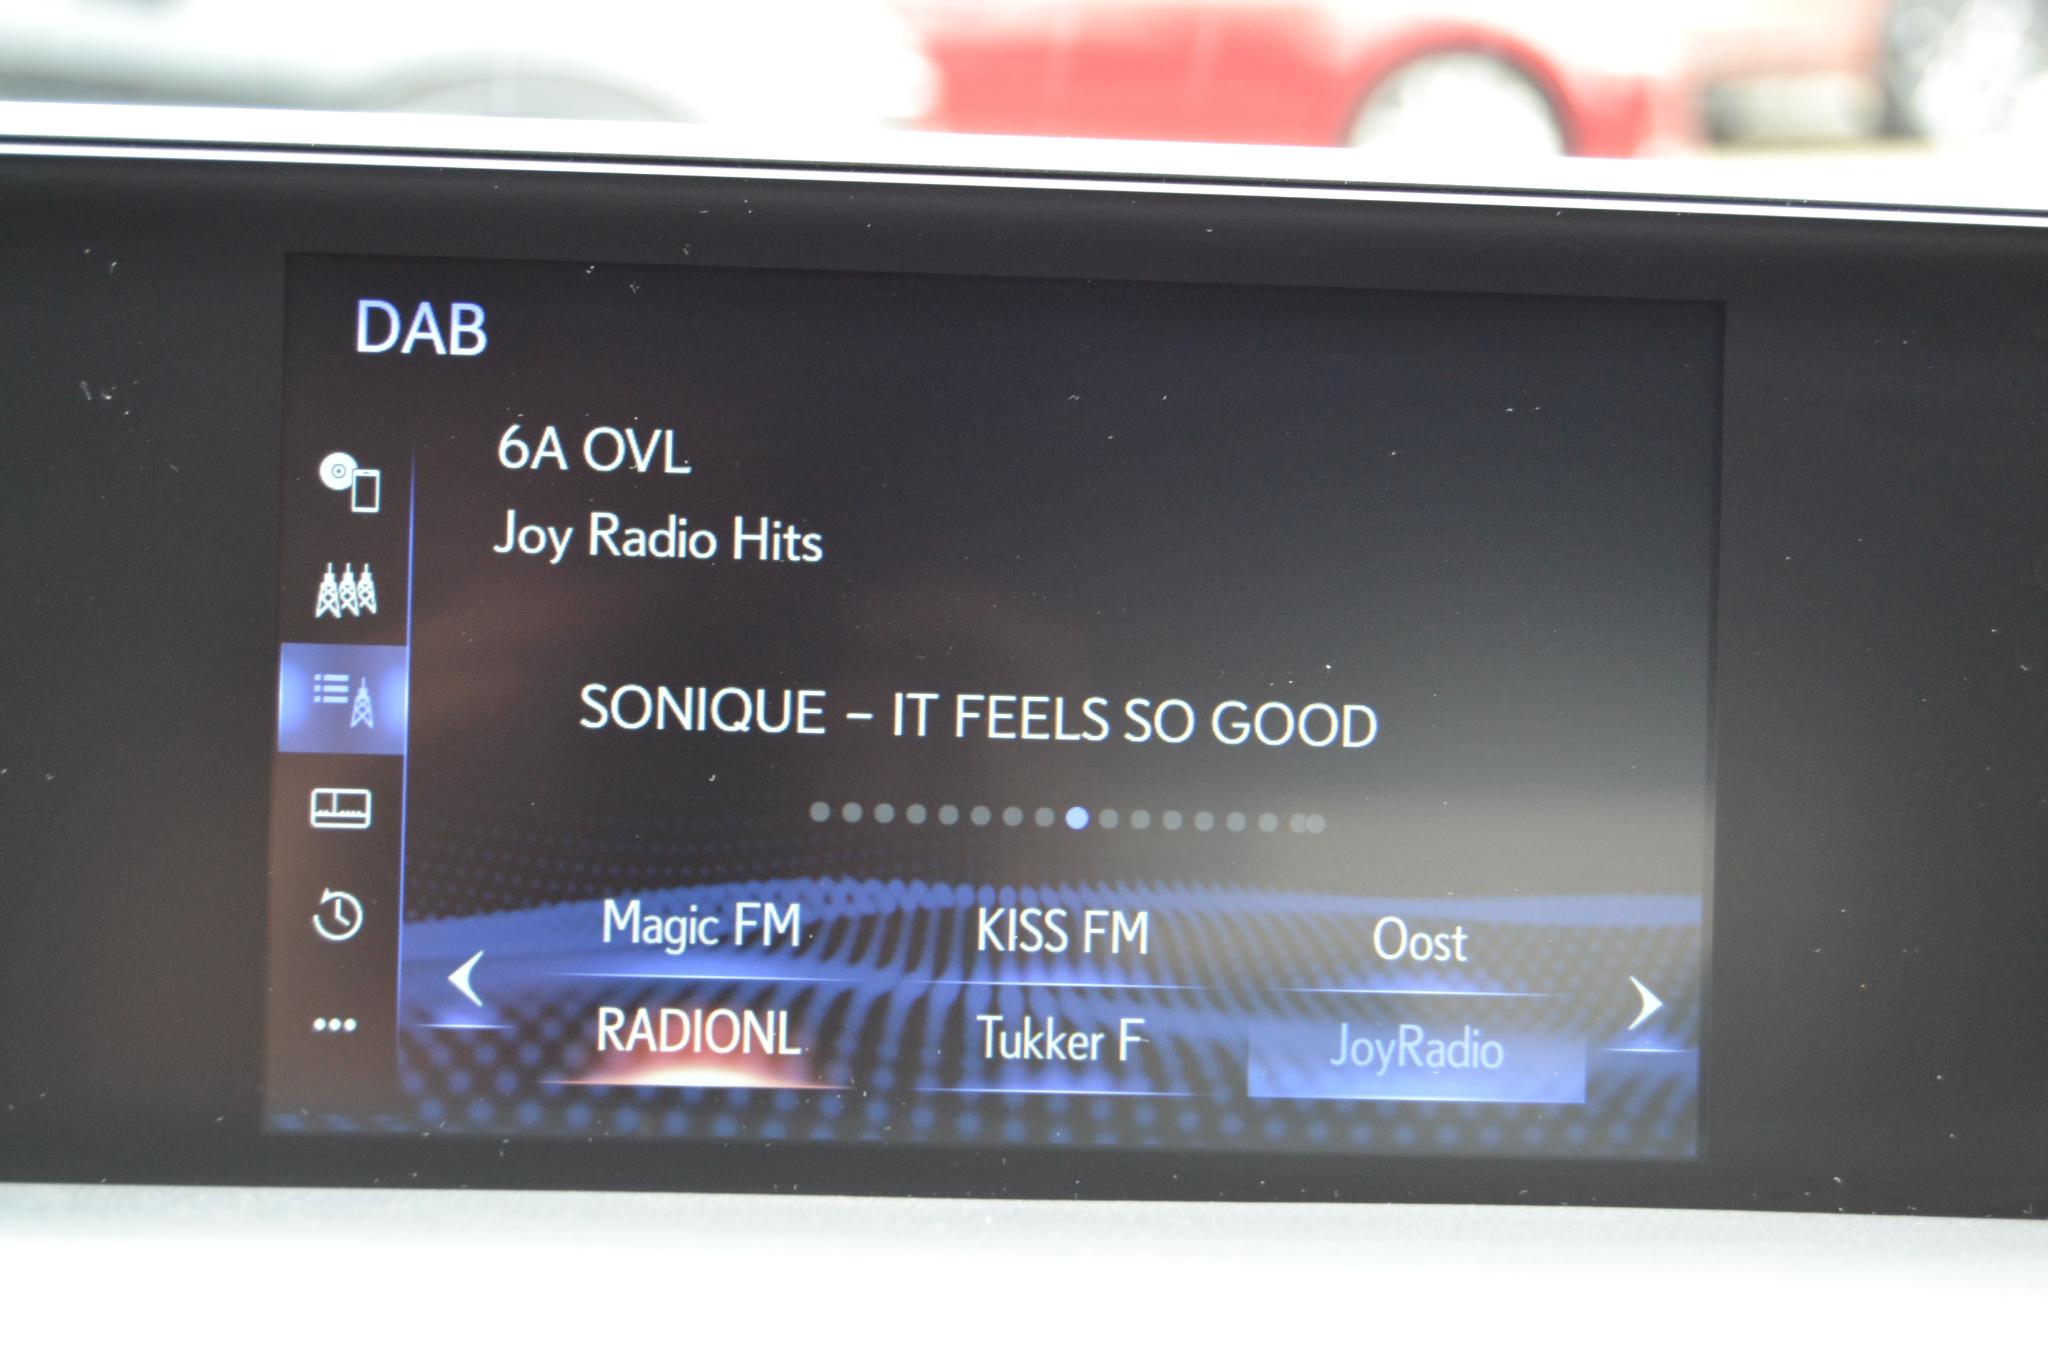 DAB
6A OVL
Joy Radio Hits
SONIQUE – IT FEELS SO GOOD
Magic FM KISS FM Oost
RADIONL Tukker F JoyRadio